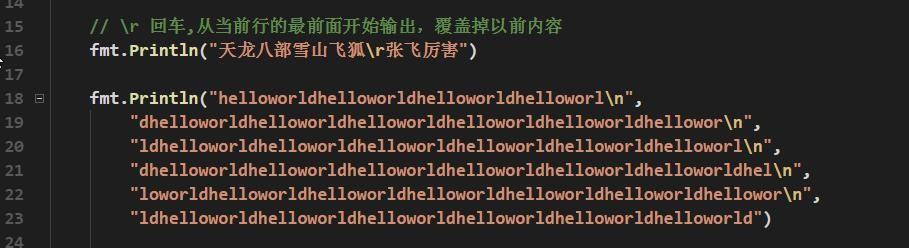 14
15 // \r 回车,从当前行的最前面开始输出，覆盖掉以前内容
16 fmt.Println("天龙八部雪山飞狐\r张飞厉害")
17
18 fmt.Println("helloworldhelloworldhelloworldhelloworl\n",
19 "dhelloworldhelloworldhelloworldhelloworldhelloworldhellowor\n",
20 "ldhelloworldhelloworldhelloworldhelloworldhelloworldhelloworl\n",
21 "dhelloworldhelloworldhelloworldhelloworldhelloworldhelloworldhel\n",
22 "loworldhelloworldhelloworldhelloworldhelloworldhelloworldhellowor\n",
23 "ldhelloworldhelloworldhelloworldhelloworldhelloworldhelloworld")
24